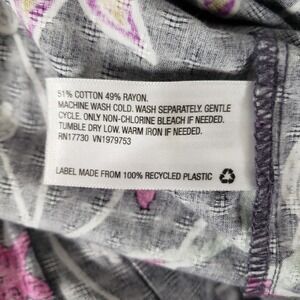 51% COTTON 49% RAYON.
MACHINE WASH COLD. WASH SEPARATELY. GENTLE
CYCLE. ONLY NON-CHLORINE BLEACH IF NEEDED.
TUMBLE DRY LOW. WARM IRON IF NEEDED.
RN17730 VN1979753
LABEL MADE FROM 100% RECYCLED PLASTIC